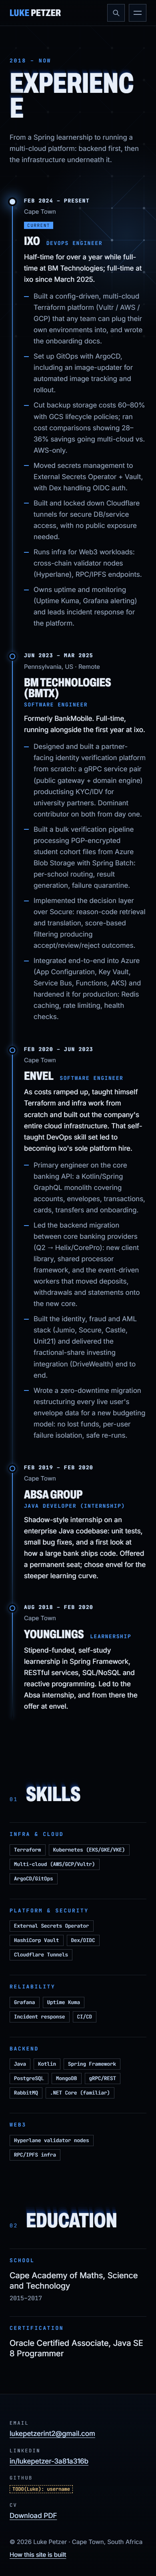 LUKE PETZER
2018 – NOW
EXPERIENC
E
From a Spring learnership to running a
multi-cloud platform: backend first, then
the infrastructure underneath it.
FEB 2024 – PRESENT
Cape Town
CURRENT
IXO DEVOPS ENGINEER
Half-time for over a year while full-
time at BM Technologies; full-time at
ixo since March 2025.
Built a config-driven, multi-cloud
Terraform platform (Vultr / AWS /
GCP) that any team can plug their
own environments into, and wrote
the onboarding docs.
Set up GitOps with ArgoCD,
including an image-updater for
automated image tracking and
rollout.
Cut backup storage costs 60–80%
with GCS lifecycle policies; ran
cost comparisons showing 28–
36% savings going multi-cloud vs.
AWS-only.
Moved secrets management to
External Secrets Operator + Vault,
with Dex handling OIDC auth.
Built and locked down Cloudflare
Tunnels for secure DB/service
access, with no public exposure
needed.
Runs infra for Web3 workloads:
cross-chain validator nodes
(Hyperlane), RPC/IPFS endpoints.
Owns uptime and monitoring
(Uptime Kuma, Grafana alerting)
and leads incident response for
the platform.
JUN 2023 – MAR 2025
Pennsylvania, US · Remote
BM TECHNOLOGIES
(BMTX)
SOFTWARE ENGINEER
Formerly BankMobile. Full-time,
running alongside the first year at ixo.
Designed and built a partner-
facing identity verification platform
from scratch: a gRPC service pair
(public gateway + domain engine)
productising KYC/IDV for
university partners. Dominant
contributor on both from day one.
Built a bulk verification pipeline
processing PGP-encrypted
student cohort files from Azure
Blob Storage with Spring Batch:
per-school routing, result
generation, failure quarantine.
Implemented the decision layer
over Socure: reason-code retrieval
and translation, score-based
filtering producing
accept/review/reject outcomes.
Integrated end-to-end into Azure
(App Configuration, Key Vault,
Service Bus, Functions, AKS) and
hardened it for production: Redis
caching, rate limiting, health
checks.
FEB 2020 – JUN 2023
Cape Town
ENVEL SOFTWARE ENGINEER
As costs ramped up, taught himself
Terraform and infra work from
scratch and built out the company's
entire cloud infrastructure. That self-
taught DevOps skill set led to
becoming ixo's sole platform hire.
Primary engineer on the core
banking API: a Kotlin/Spring
GraphQL monolith covering
accounts, envelopes, transactions,
cards, transfers and onboarding.
Led the backend migration
between core banking providers
(Q2 → Helix/CorePro): new client
library, shared processor
framework, and the event-driven
workers that moved deposits,
withdrawals and statements onto
the new core.
Built the identity, fraud and AML
stack (Jumio, Socure, Castle,
Unit21) and delivered the
fractional-share investing
integration (DriveWealth) end to
end.
Wrote a zero-downtime migration
restructuring every live user's
envelope data for a new budgeting
model: no lost funds, per-user
failure isolation, safe re-runs.
FEB 2019 – FEB 2020
Cape Town
ABSA GROUP
JAVA DEVELOPER (INTERNSHIP)
Shadow-style internship on an
enterprise Java codebase: unit tests,
small bug fixes, and a first look at
how a large bank ships code. Offered
a permanent seat; chose envel for the
steeper learning curve.
AUG 2018 – FEB 2020
Cape Town
YOUNGLINGS LEARNERSHIP
Stipend-funded, self-study
learnership in Spring Framework,
RESTful services, SQL/NoSQL and
reactive programming. Led to the
Absa internship, and from there the
offer at envel.
01 SKILLS
INFRA & CLOUD
Terraform Kubernetes (EKS/GKE/VKE)
Multi-cloud (AWS/GCP/Vultr)
ArgoCD/GitOps
PLATFORM & SECURITY
External Secrets Operator
HashiCorp Vault Dex/OIDC
Cloudflare Tunnels
RELIABILITY
Grafana Uptime Kuma
Incident response CI/CD
BACKEND
Java Kotlin Spring Framework
PostgreSQL MongoDB gRPC/REST
RabbitMQ .NET Core (familiar)
WEB3
Hyperlane validator nodes
RPC/IPFS infra
02 EDUCATION
SCHOOL
Cape Academy of Maths, Science
and Technology
2015–2017
CERTIFICATION
Oracle Certified Associate, Java SE
8 Programmer
EMAIL
lukepetzerint2@gmail.com
LINKEDIN
in/lukepetzer-3a81a316b
GITHUB
TODO(Luke): username
CV
Download PDF
© 2026 Luke Petzer · Cape Town, South Africa
How this site is built